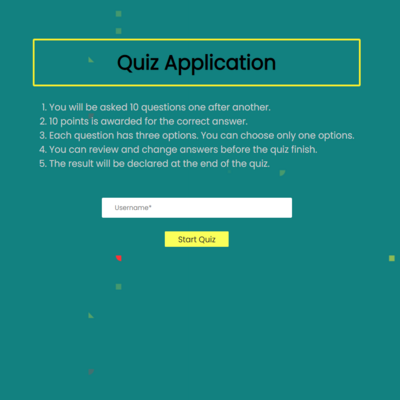 Quiz Application
1. You will be asked 10 questions one after another.
2. 10 points is awarded for the correct answer.
3. Each question has three options. You can choose only one options.
4. You can review and change answers before the quiz finish.
5. The result will be declared at the end of the quiz.
Username*
Start Quiz